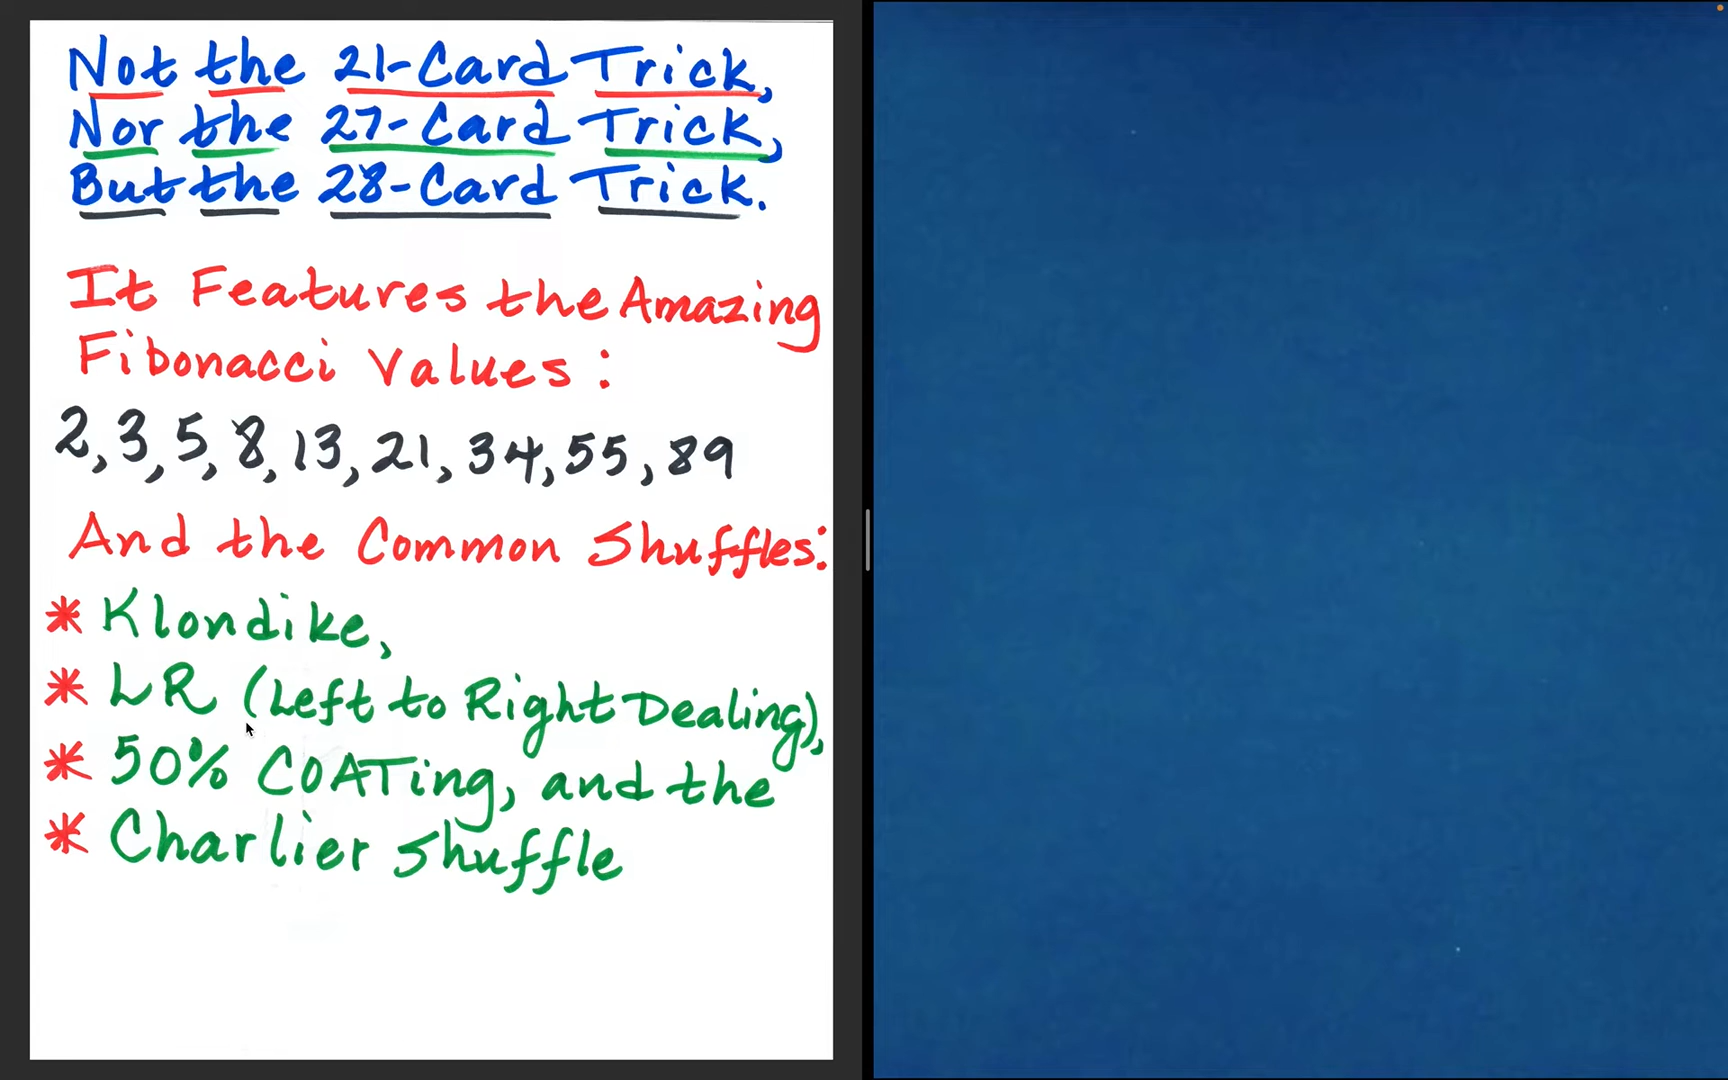 Not the 21-Card Trick,
Nor the 27-Card Trick,
But the 28-Card Trick.
It Features the Amazing
Fibonacci Values:
2, 3, 5, 8, 13, 21, 34, 55, 89
And the Common Shuffles:
* Klondike,
* LR (Left to Right Dealing),
* 50% COATing, and the
* Charlier Shuffle